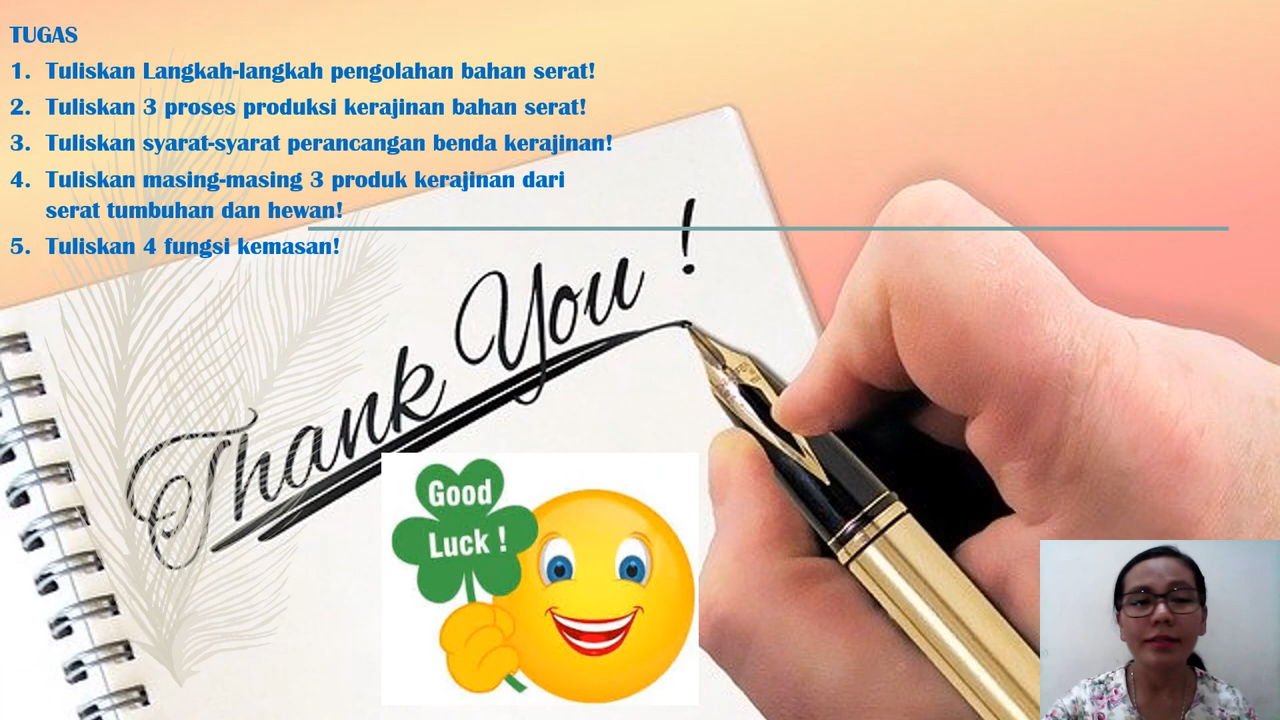 TUGAS
1. Tuliskan Langkah-langkah pengolahan bahan serat!
2. Tuliskan 3 proses produksi kerajinan bahan serat!
3. Tuliskan syarat-syarat perancangan benda kerajinan!
4. Tuliskan masing-masing 3 produk kerajinan dari
serat tumbuhan dan hewan!
5. Tuliskan 4 fungsi kemasan!
Thank You !
Good
Luck !